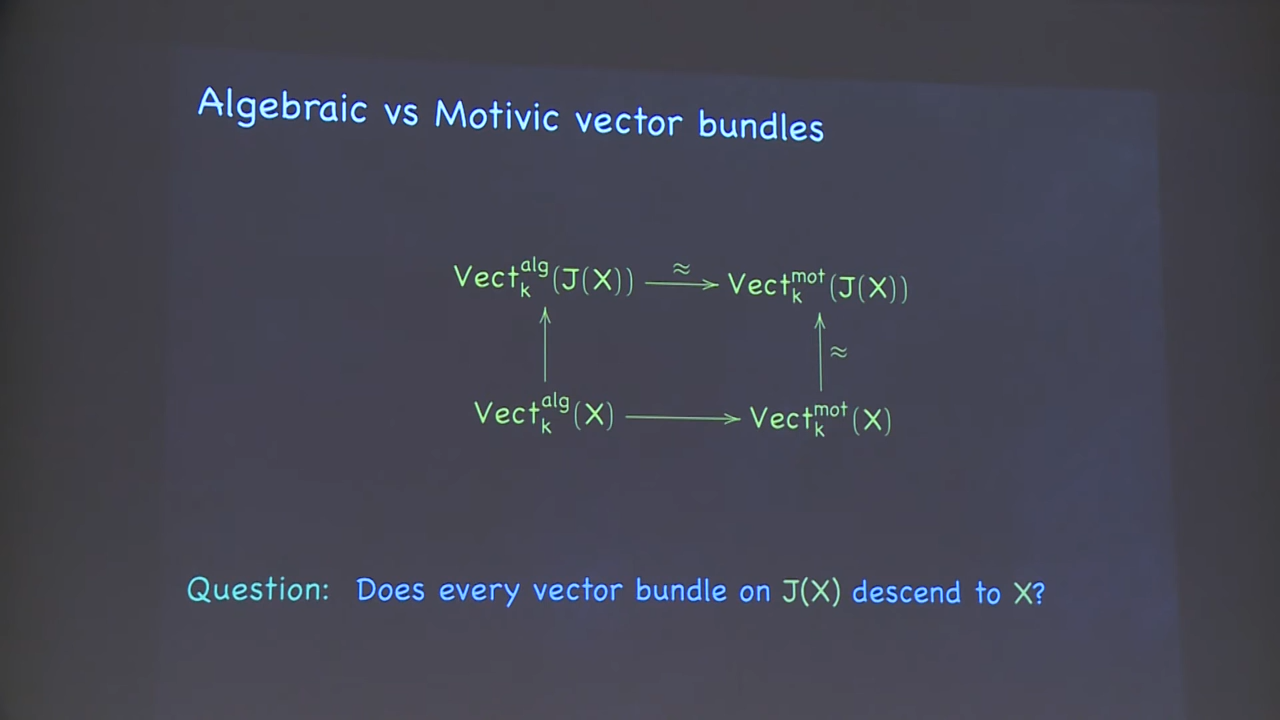 Algebraic vs Motivic vector bundles
Vect_k^alg(J(X)) ≈→ Vect_k^mot(J(X))
≈
Vect_k^alg(X) → Vect_k^mot(X)
Question: Does every vector bundle on J(X) descend to X?